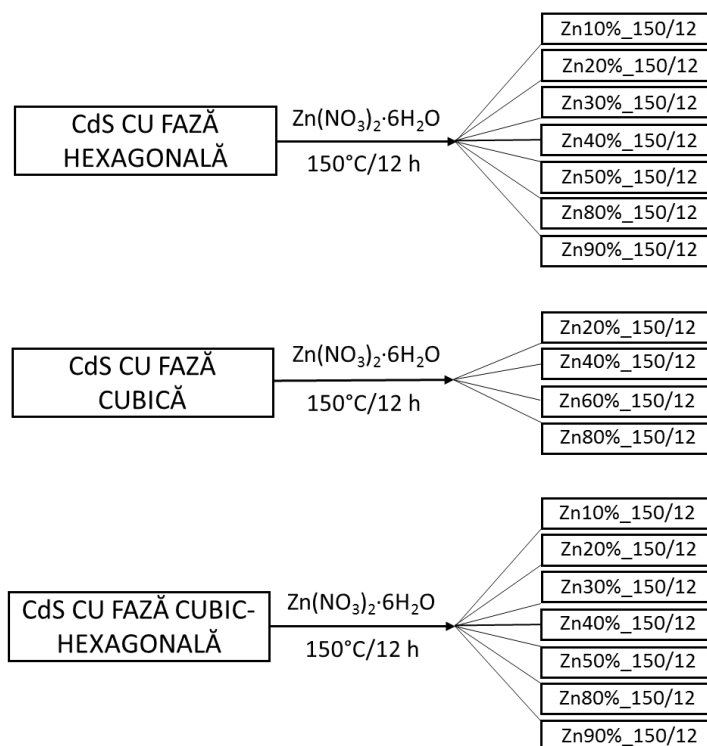 CdS CU FAZĂ
HEXAGONALĂ
Zn(NO₃)₂·6H₂O
150°C/12 h
Zn10%_150/12
Zn20%_150/12
Zn30%_150/12
Zn40%_150/12
Zn50%_150/12
Zn80%_150/12
Zn90%_150/12
CdS CU FAZĂ
CUBICĂ
Zn(NO₃)₂·6H₂O
150°C/12 h
Zn20%_150/12
Zn40%_150/12
Zn60%_150/12
Zn80%_150/12
CdS CU FAZĂ CUBIC-
HEXAGONALĂ
Zn(NO₃)₂·6H₂O
150°C/12 h
Zn10%_150/12
Zn20%_150/12
Zn30%_150/12
Zn40%_150/12
Zn50%_150/12
Zn80%_150/12
Zn90%_150/12